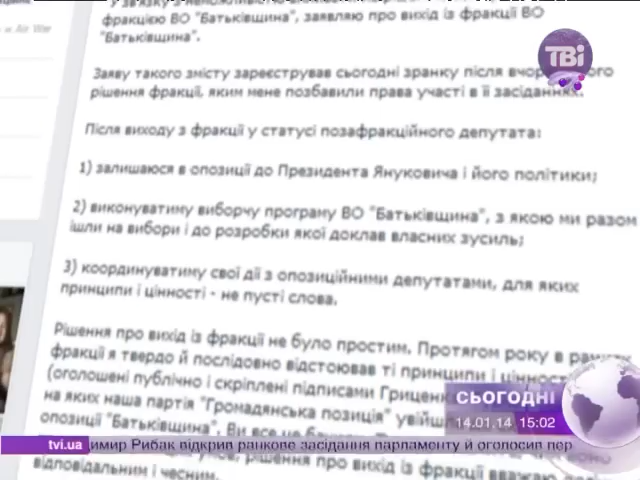 фракцією ВО "Батьківщина", заявляю про вихід із фракції ВО
"Батьківщина".
ТВі
Заяву такого змісту зареєстрував сьогодні зранку після
рішення фракції, яким мене позбавили права участі в її засіданнях.
Після виходу з фракції у статусі позафракційного депутата:
1) залишаюся в опозиції до Президента Януковича і його політики;
2) виконуватиму виборчу програму ВО "Батьківщина", з якою ми разом
ішли на вибори і до розробки якої доклав власних зусиль;
3) координуватиму свої дії з опозиційними депутатами, для яких
принципи і цінності - не пусті слова.
Рішення про вихід із фракції не було простим. Протягом року в рамках
фракції я твердо й послідовно відстоював ті принципи і цінності
(оголошені публічно і скріплені підписами
на яких наша партія "Громадянська позиція"
опозиції "Батьківщина". Ви все
СЬОГОДНІ
14.01.14 15:02
tvi.ua димир Рибак відкрив ранкове засідання парламенту й оголосив пер
рішення про вихід із фракції вважаю
відповідальним і чесним.